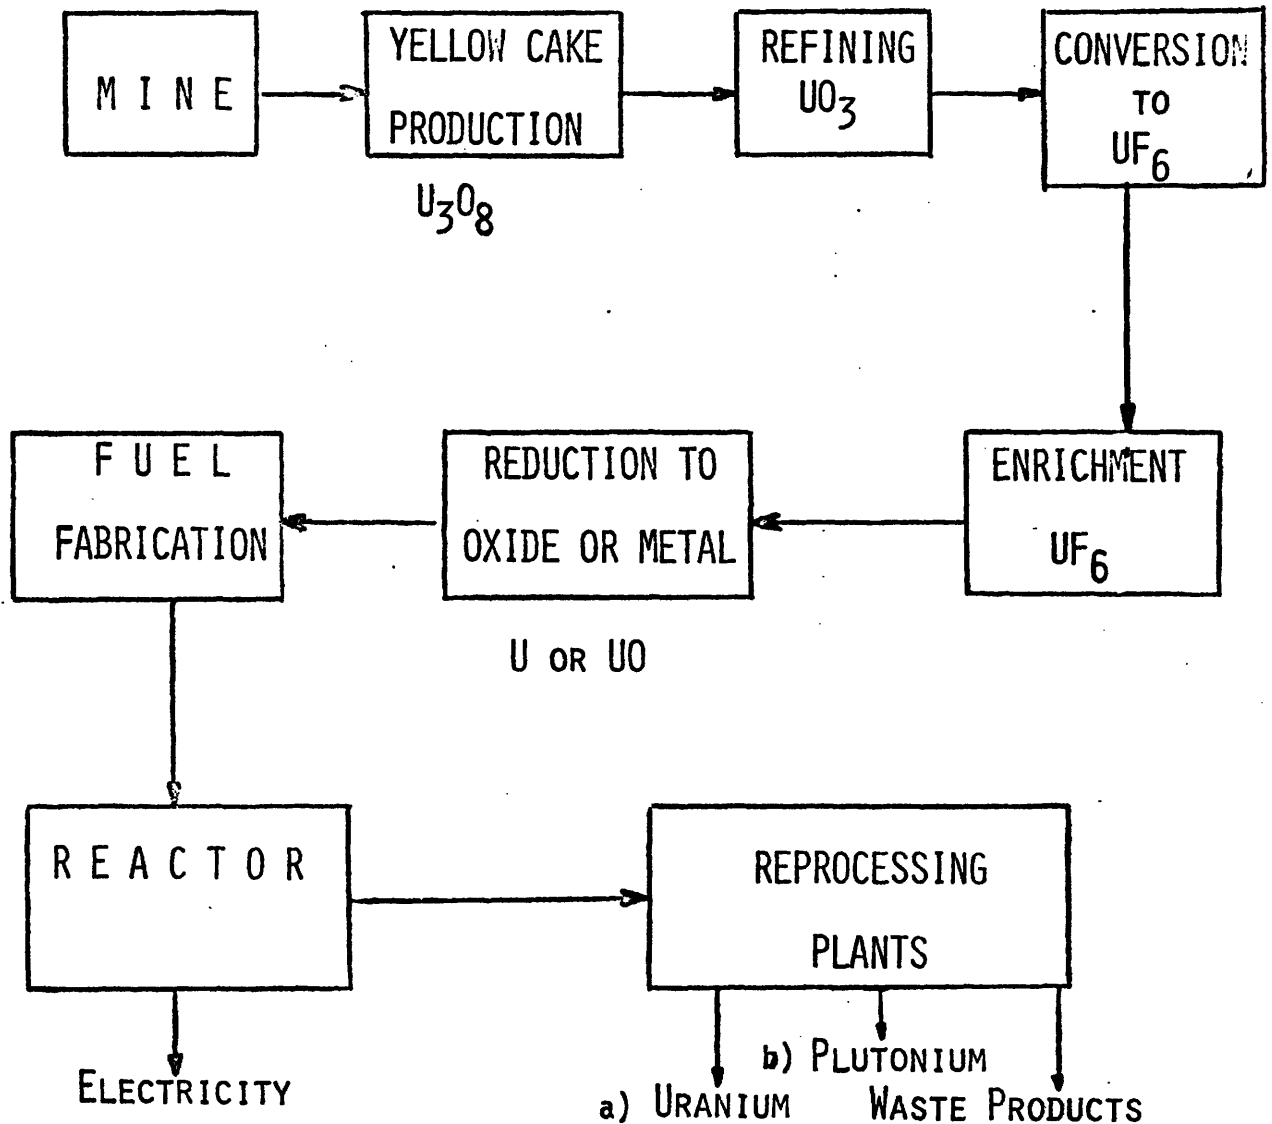 MINE
YELLOW CAKE
PRODUCTION
U₃O₈
REFINING
UO₃
CONVERSION
TO
UF₆
ENRICHMENT
UF₆
REDUCTION TO
OXIDE OR METAL
U OR UO
FUEL
FABRICATION
REACTOR
ELECTRICITY
REPROCESSING
PLANTS
a) URANIUM
b) PLUTONIUM
WASTE PRODUCTS